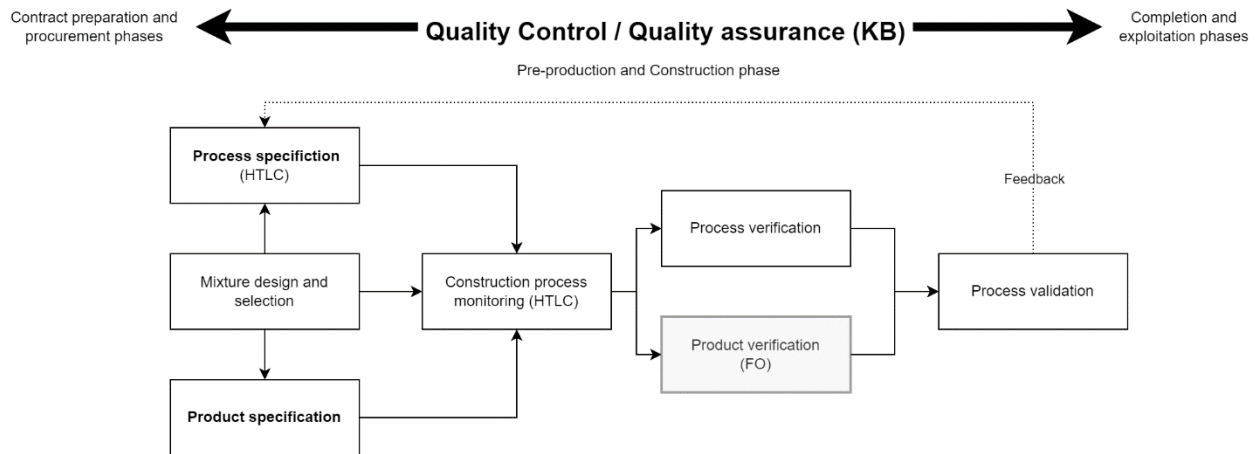 Contract preparation and
procurement phases
Quality Control / Quality assurance (KB)
Completion and
exploitation phases
Pre-production and Construction phase
Process specifiction
(HTLC)
Feedback
Process verification
Mixture design and
selection
Construction process
monitoring (HTLC)
Process validation
Product verification
(FO)
Product specification